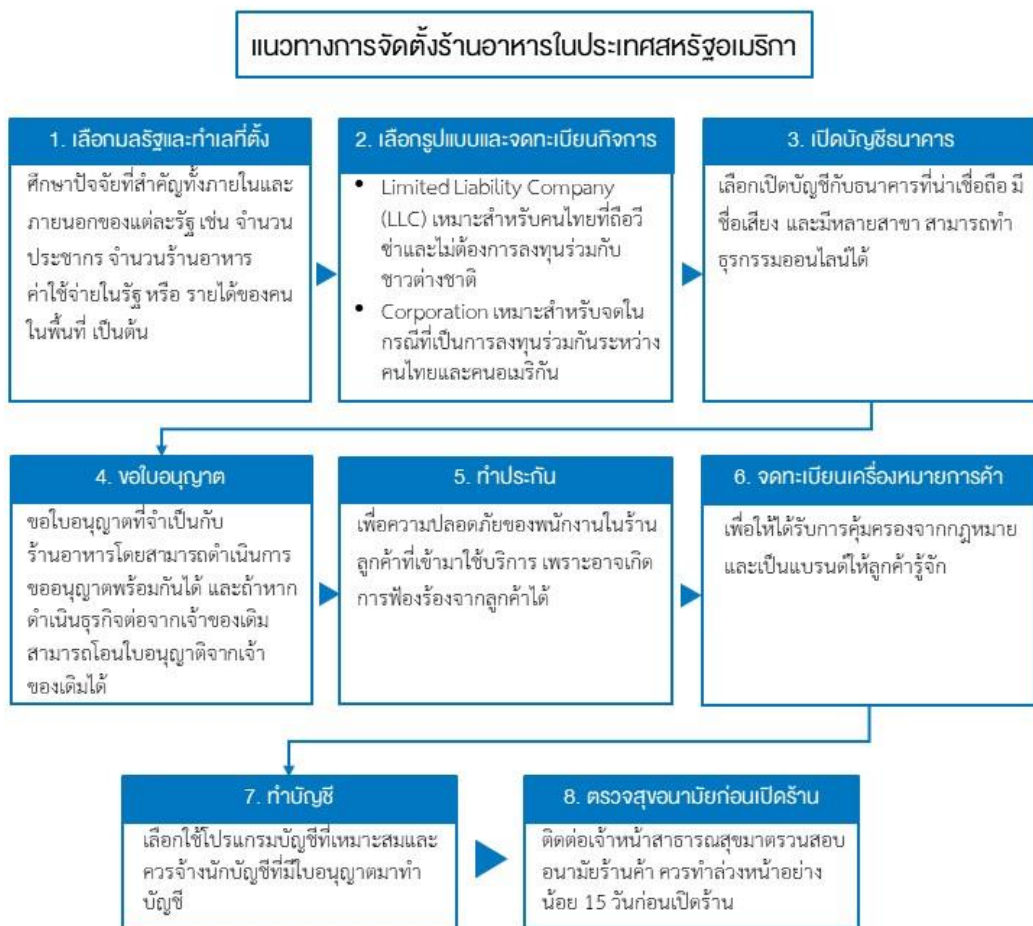 แนวทางการจัดตั้งร้านอาหารในประเทศสหรัฐอเมริกา
1. เลือกมลรัฐและทำเลที่ตั้ง
ศึกษาปัจจัยที่สำคัญทั้งภายในและ
ภายนอกของแต่ละรัฐ เช่น จำนวน
ประชากร จำนวนร้านอาหาร
ค่าใช้จ่ายในรัฐ หรือ รายได้ของคน
ในพื้นที่ เป็นต้น
2. เลือกรูปแบบและจดทะเบียนกิจการ
• Limited Liability Company
(LLC) เหมาะสำหรับคนไทยที่ถือวี
ซ่าและไม่ต้องการลงทุนร่วมกับ
ชาวต่างชาติ
• Corporation เหมาะสำหรับจดใน
กรณีที่เป็นการลงทุนร่วมกันระหว่าง
คนไทยและคนอเมริกัน
3. เปิดบัญชีธนาคาร
เลือกเปิดบัญชีกับธนาคารที่น่าเชื่อถือ มี
ชื่อเสียง และมีหลายสาขา สามารถทำ
ธุรกรรมออนไลน์ได้
4. ขอใบอนุญาต
ขอใบอนุญาตที่จำเป็นกับ
ร้านอาหารโดยสามารถดำเนินการ
ขออนุญาตพร้อมกันได้ และถ้าหาก
ดำเนินธุรกิจต่อจากเจ้าของเดิม
สามารถโอนใบอนุญาติจากเจ้า
ของเดิมได้
5. ทำประกัน
เพื่อความปลอดภัยของพนักงานในร้าน
ลูกค้าที่เข้ามาใช้บริการ เพราะอาจเกิด
การฟ้องร้องจากลูกค้าได้
6. จดทะเบียนเครื่องหมายการค้า
เพื่อให้ได้รับการคุ้มครองจากกฎหมาย
และเป็นแบรนด์ให้ลูกค้ารู้จัก
7. ทำบัญชี
เลือกใช้โปรแกรมบัญชีที่เหมาะสมและ
ควรจ้างนักบัญชีที่มีใบอนุญาตมาทำ
บัญชี
8. ตรวจสุขอนามัยก่อนเปิดร้าน
ติดต่อเจ้าหน้าสาธารณสุขมาตรวนสอบ
อนามัยร้านค้า ควรทำล่วงหน้าอย่าง
น้อย 15 วันก่อนเปิดร้าน